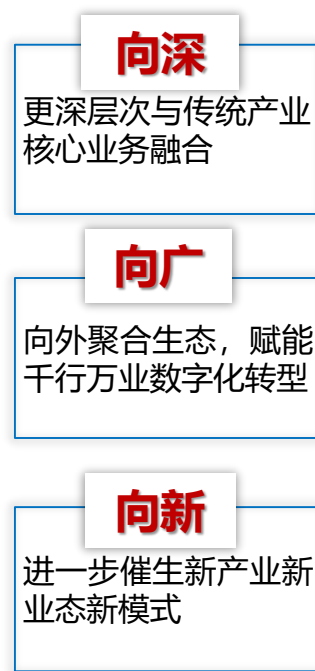 向深
更深层次与传统产业
核心业务融合
向广
向外聚合生态，赋能
千行万业数字化转型
向新
进一步催生新产业新
业态新模式